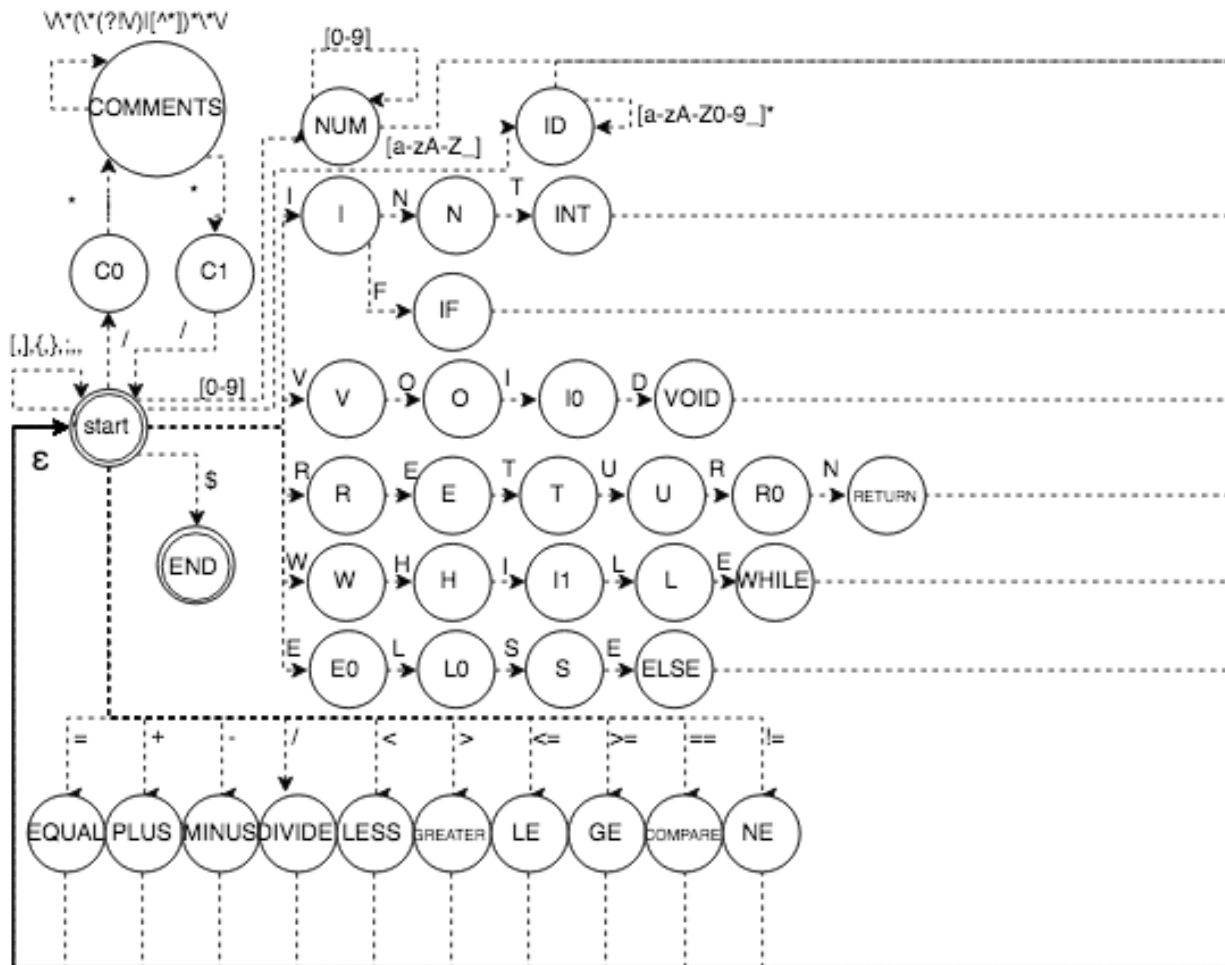 \/\*(\*(?!\/)|[^*])*\*\/
[0-9]
COMMENTS
NUM
ID
[a-zA-Z0-9_]*
[a-zA-Z_]
* *
I I N N T INT
C0 C1
F IF
[,],{,},;,,
/ /
[0-9]
V V O O I I0 D VOID
start
ε
R R E E T T U U R R0 N RETURN
$
END
W W H H I I1 L L E WHILE
E E0 L L0 S S E ELSE
= + - / < > <= >= == !=
EQUAL PLUS MINUS DIVIDE LESS GREATER LE GE COMPARE NE